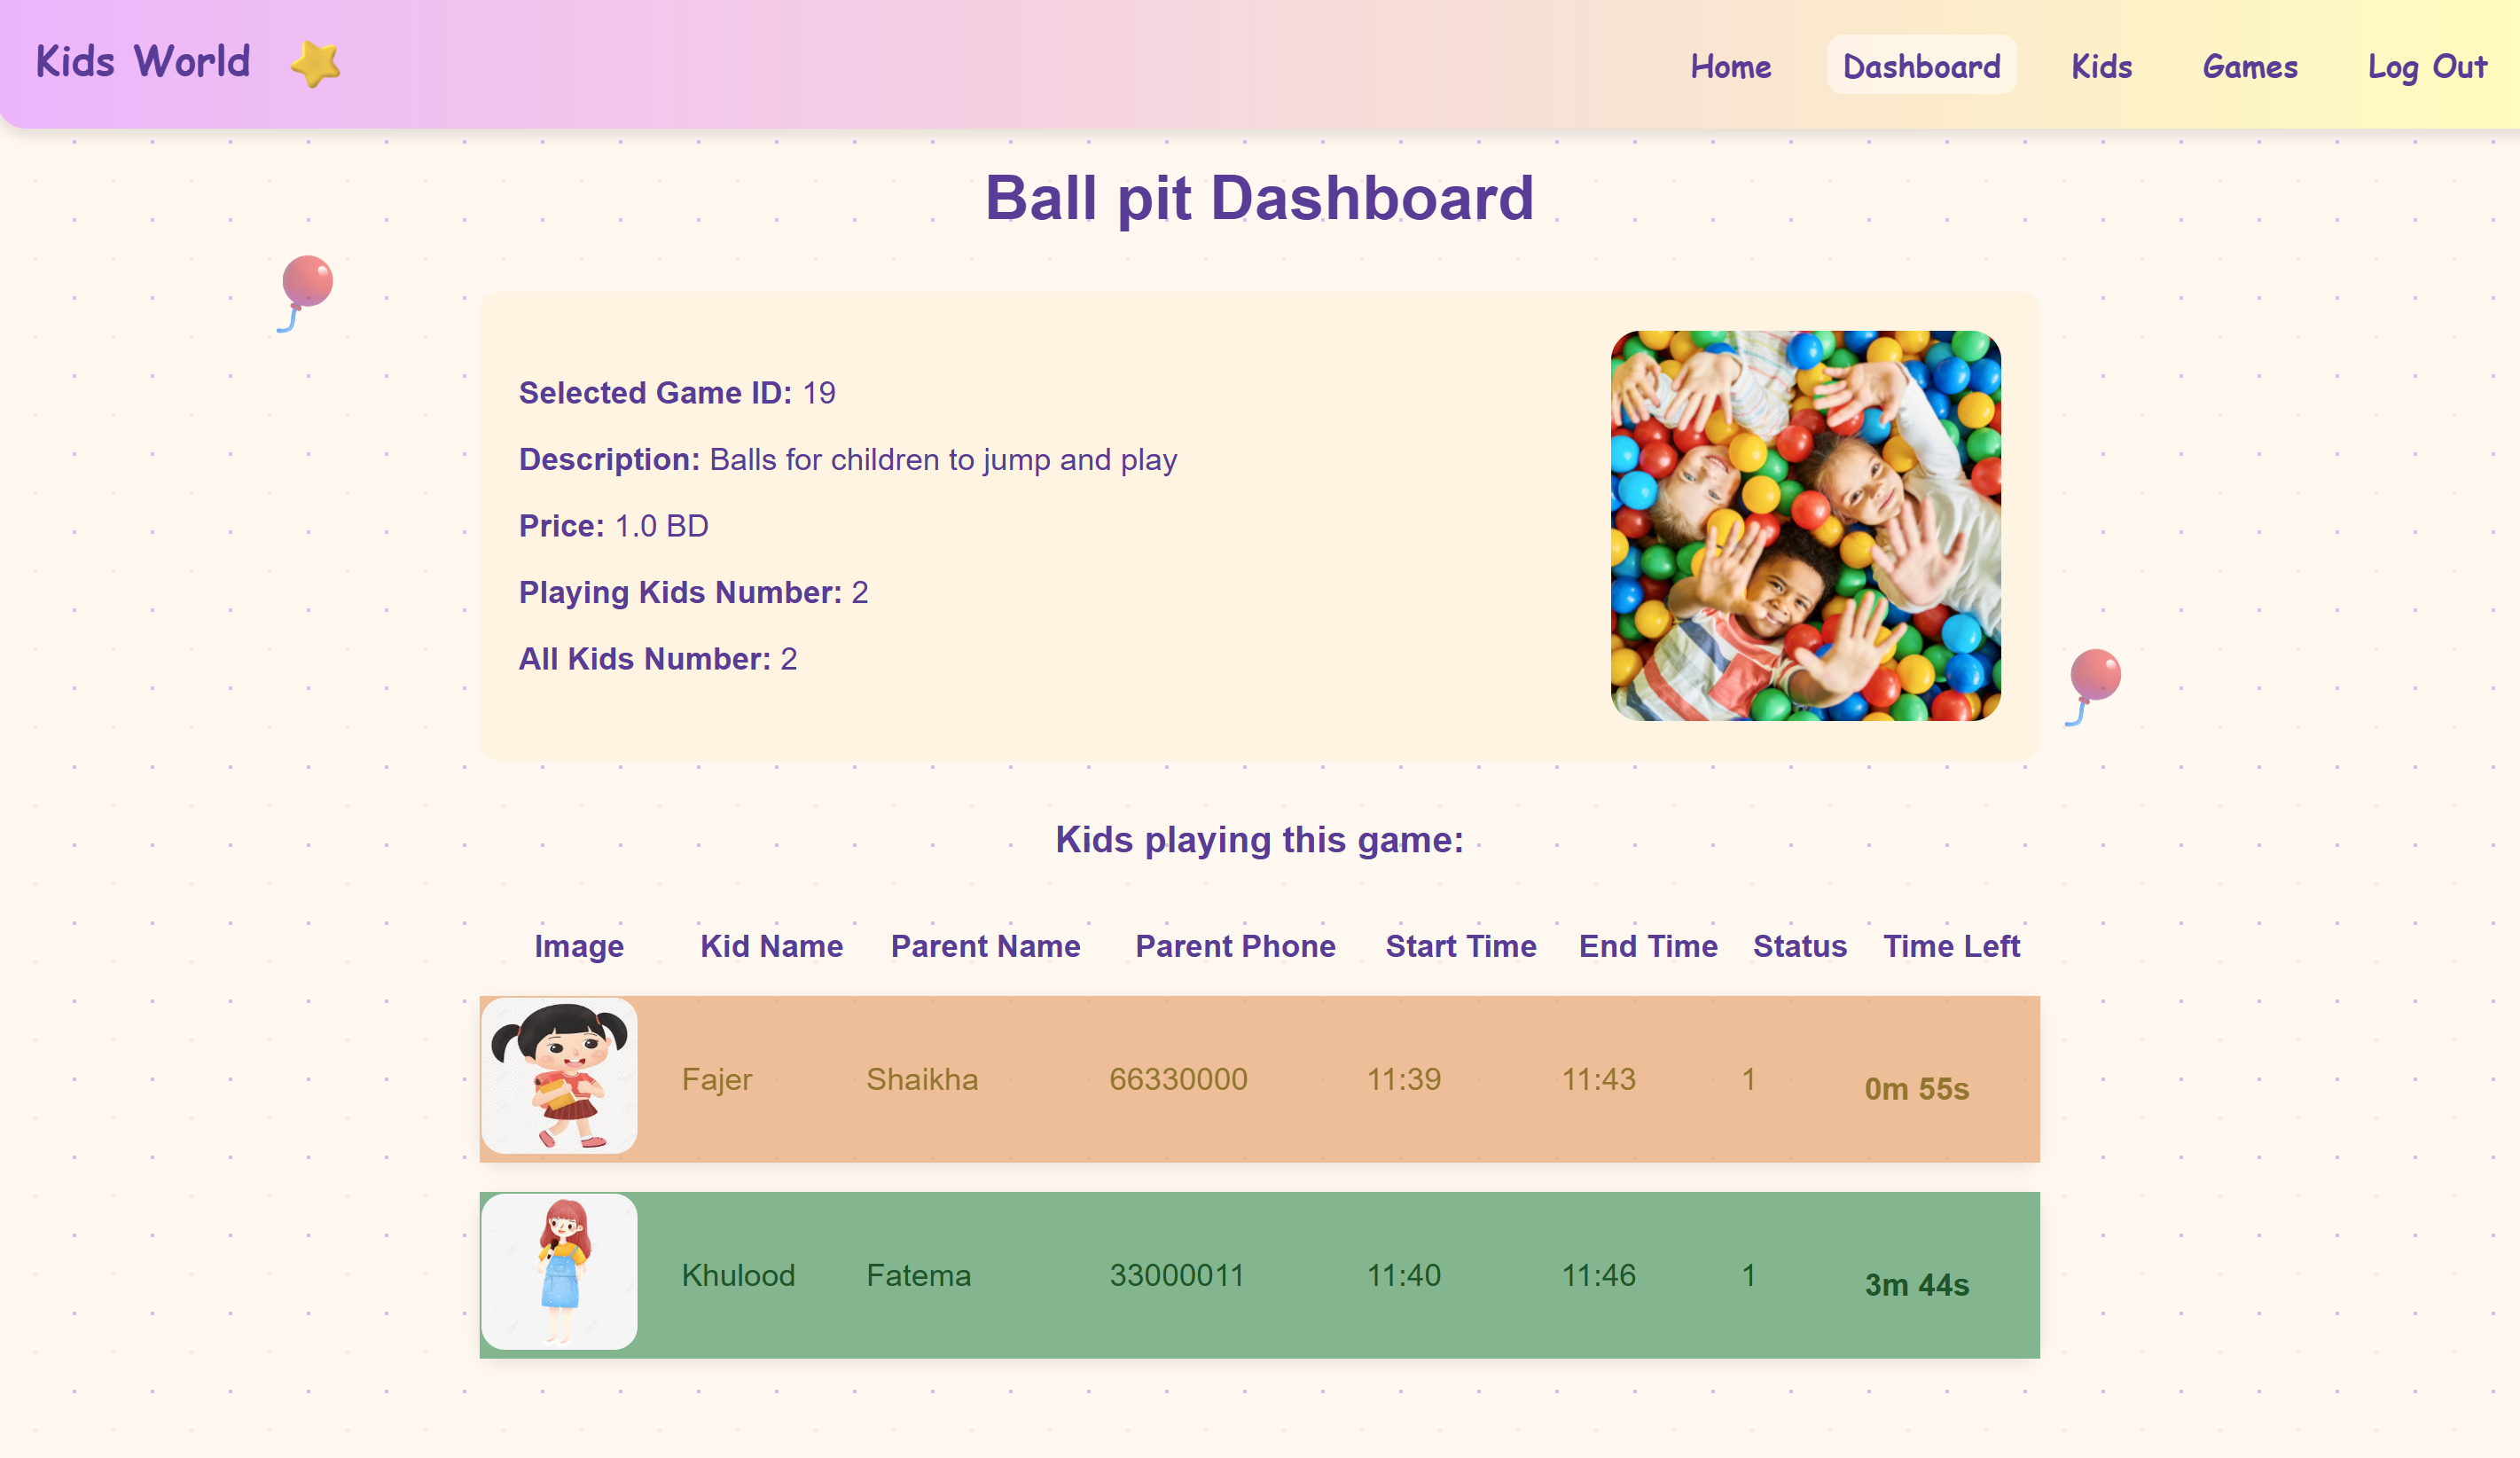 Kids World
Home Dashboard Kids Games Log Out
Ball pit Dashboard
Selected Game ID: 19
Description: Balls for children to jump and play
Price: 1.0 BD
Playing Kids Number: 2
All Kids Number: 2
Kids playing this game:
Image Kid Name Parent Name Parent Phone Start Time End Time Status Time Left
Fajer Shaikha 66330000 11:39 11:43 1 0m 55s
Khulood Fatema 33000011 11:40 11:46 1 3m 44s